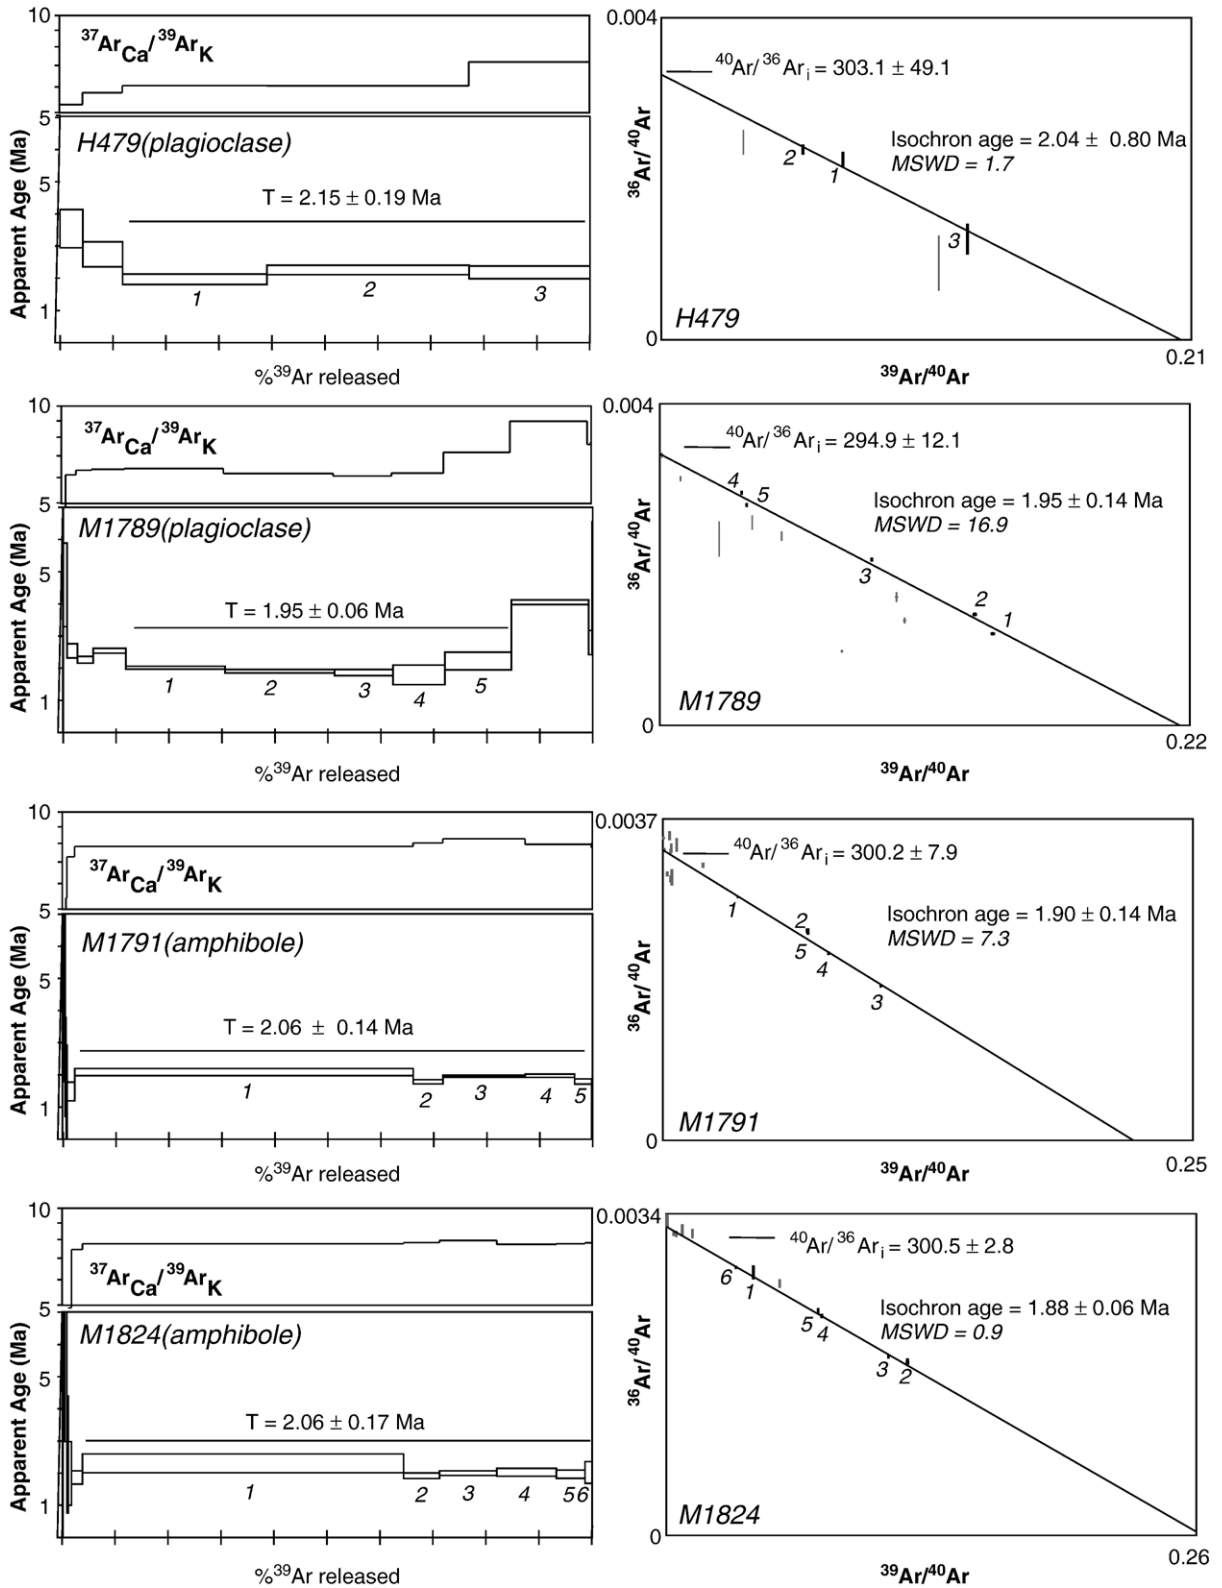 10
37ArCa/39ArK
5
H479(plagioclase)
T = 2.15 ± 0.19 Ma
5
1
1
2
3
Apparent Age (Ma)
%39Ar released
0.004
40Ar/36Ari = 303.1 ± 49.1
Isochron age = 2.04 ± 0.80 Ma
MSWD = 1.7
2
1
3
36Ar/40Ar
H479
0
0.21
39Ar/40Ar
10
37ArCa/39ArK
5
M1789(plagioclase)
5
T = 1.95 ± 0.06 Ma
1
1
2
3
4
5
Apparent Age (Ma)
%39Ar released
0.004
40Ar/36Ari = 294.9 ± 12.1
4
5
Isochron age = 1.95 ± 0.14 Ma
MSWD = 16.9
3
2
1
36Ar/40Ar
M1789
0
0.22
39Ar/40Ar
10
37ArCa/39ArK
5
M1791(amphibole)
5
T = 2.06 ± 0.14 Ma
1
1
2
3
4
5
Apparent Age (Ma)
%39Ar released
0.0037
40Ar/36Ari = 300.2 ± 7.9
1
2
Isochron age = 1.90 ± 0.14 Ma
MSWD = 7.3
5
4
3
36Ar/40Ar
M1791
0
0.25
39Ar/40Ar
10
37ArCa/39ArK
5
5
M1824(amphibole)
5
T = 2.06 ± 0.17 Ma
1
1
2
3
4
56
Apparent Age (Ma)
%39Ar released
0.0034
40Ar/36Ari = 300.5 ± 2.8
6
1
Isochron age = 1.88 ± 0.06 Ma
MSWD = 0.9
5
4
3
2
36Ar/40Ar
M1824
0
0.26
39Ar/40Ar